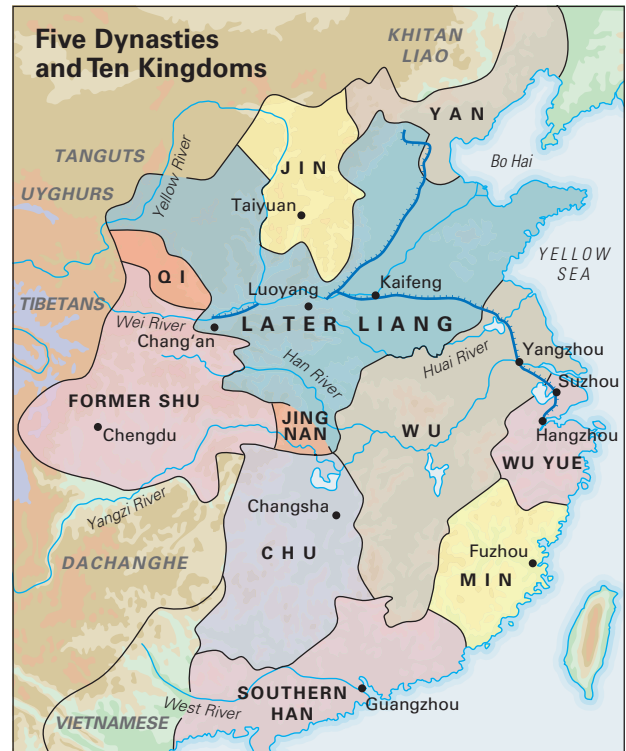 Five Dynasties
and Ten Kingdoms
KHITAN
LIAO
YAN
TANGUTS
UYGHURS
Yellow River
JIN
Taiyuan
Bo Hai
YELLOW
SEA
QI
TIBETANS
Luoyang
Kaifeng
Wei River
Chang'an
LATER LIANG
Han River
Huai River
Yangzhou
Suzhou
FORMER SHU
Chengdu
JING
NAN
WU
Hangzhou
WU YUE
Yangzi River
Changsha
CHU
DACHANGHE
Fuzhou
MIN
SOUTHERN
HAN
West River
Guangzhou
VIETNAMESE